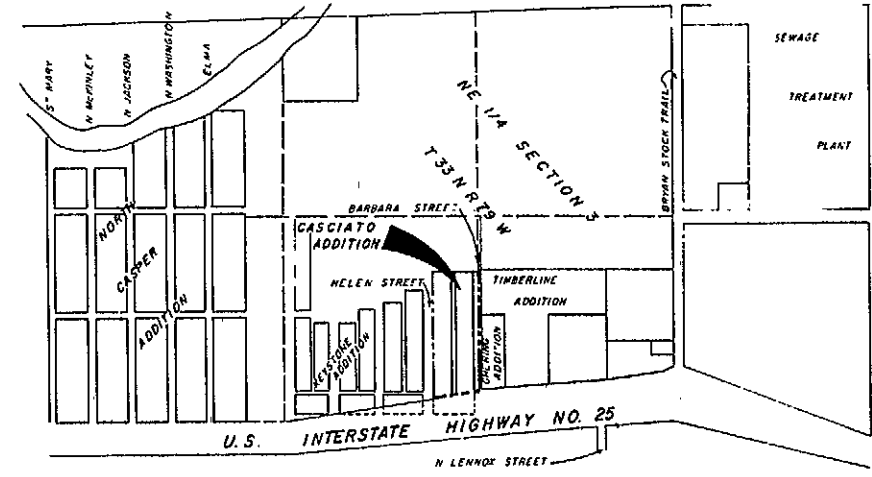 STM MARY
N McKINLEY
N JACKSON
N WASHINGTON
ELMA
SEWAGE
TREATMENT
PLANT
BRYAN STOCK TRAIL
NE 1/4 SECTION 3
T 33 N R 79 W
BARBARA STREET
CASCIATO
ADDITION
HELEN STREET
TIMBERLINE
ADDITION
NORTH
CASPER
ADDITION
KEYSTONE
ADDITION
ADDITION
U.S. INTERSTATE HIGHWAY NO. 25
N LENNOX STREET